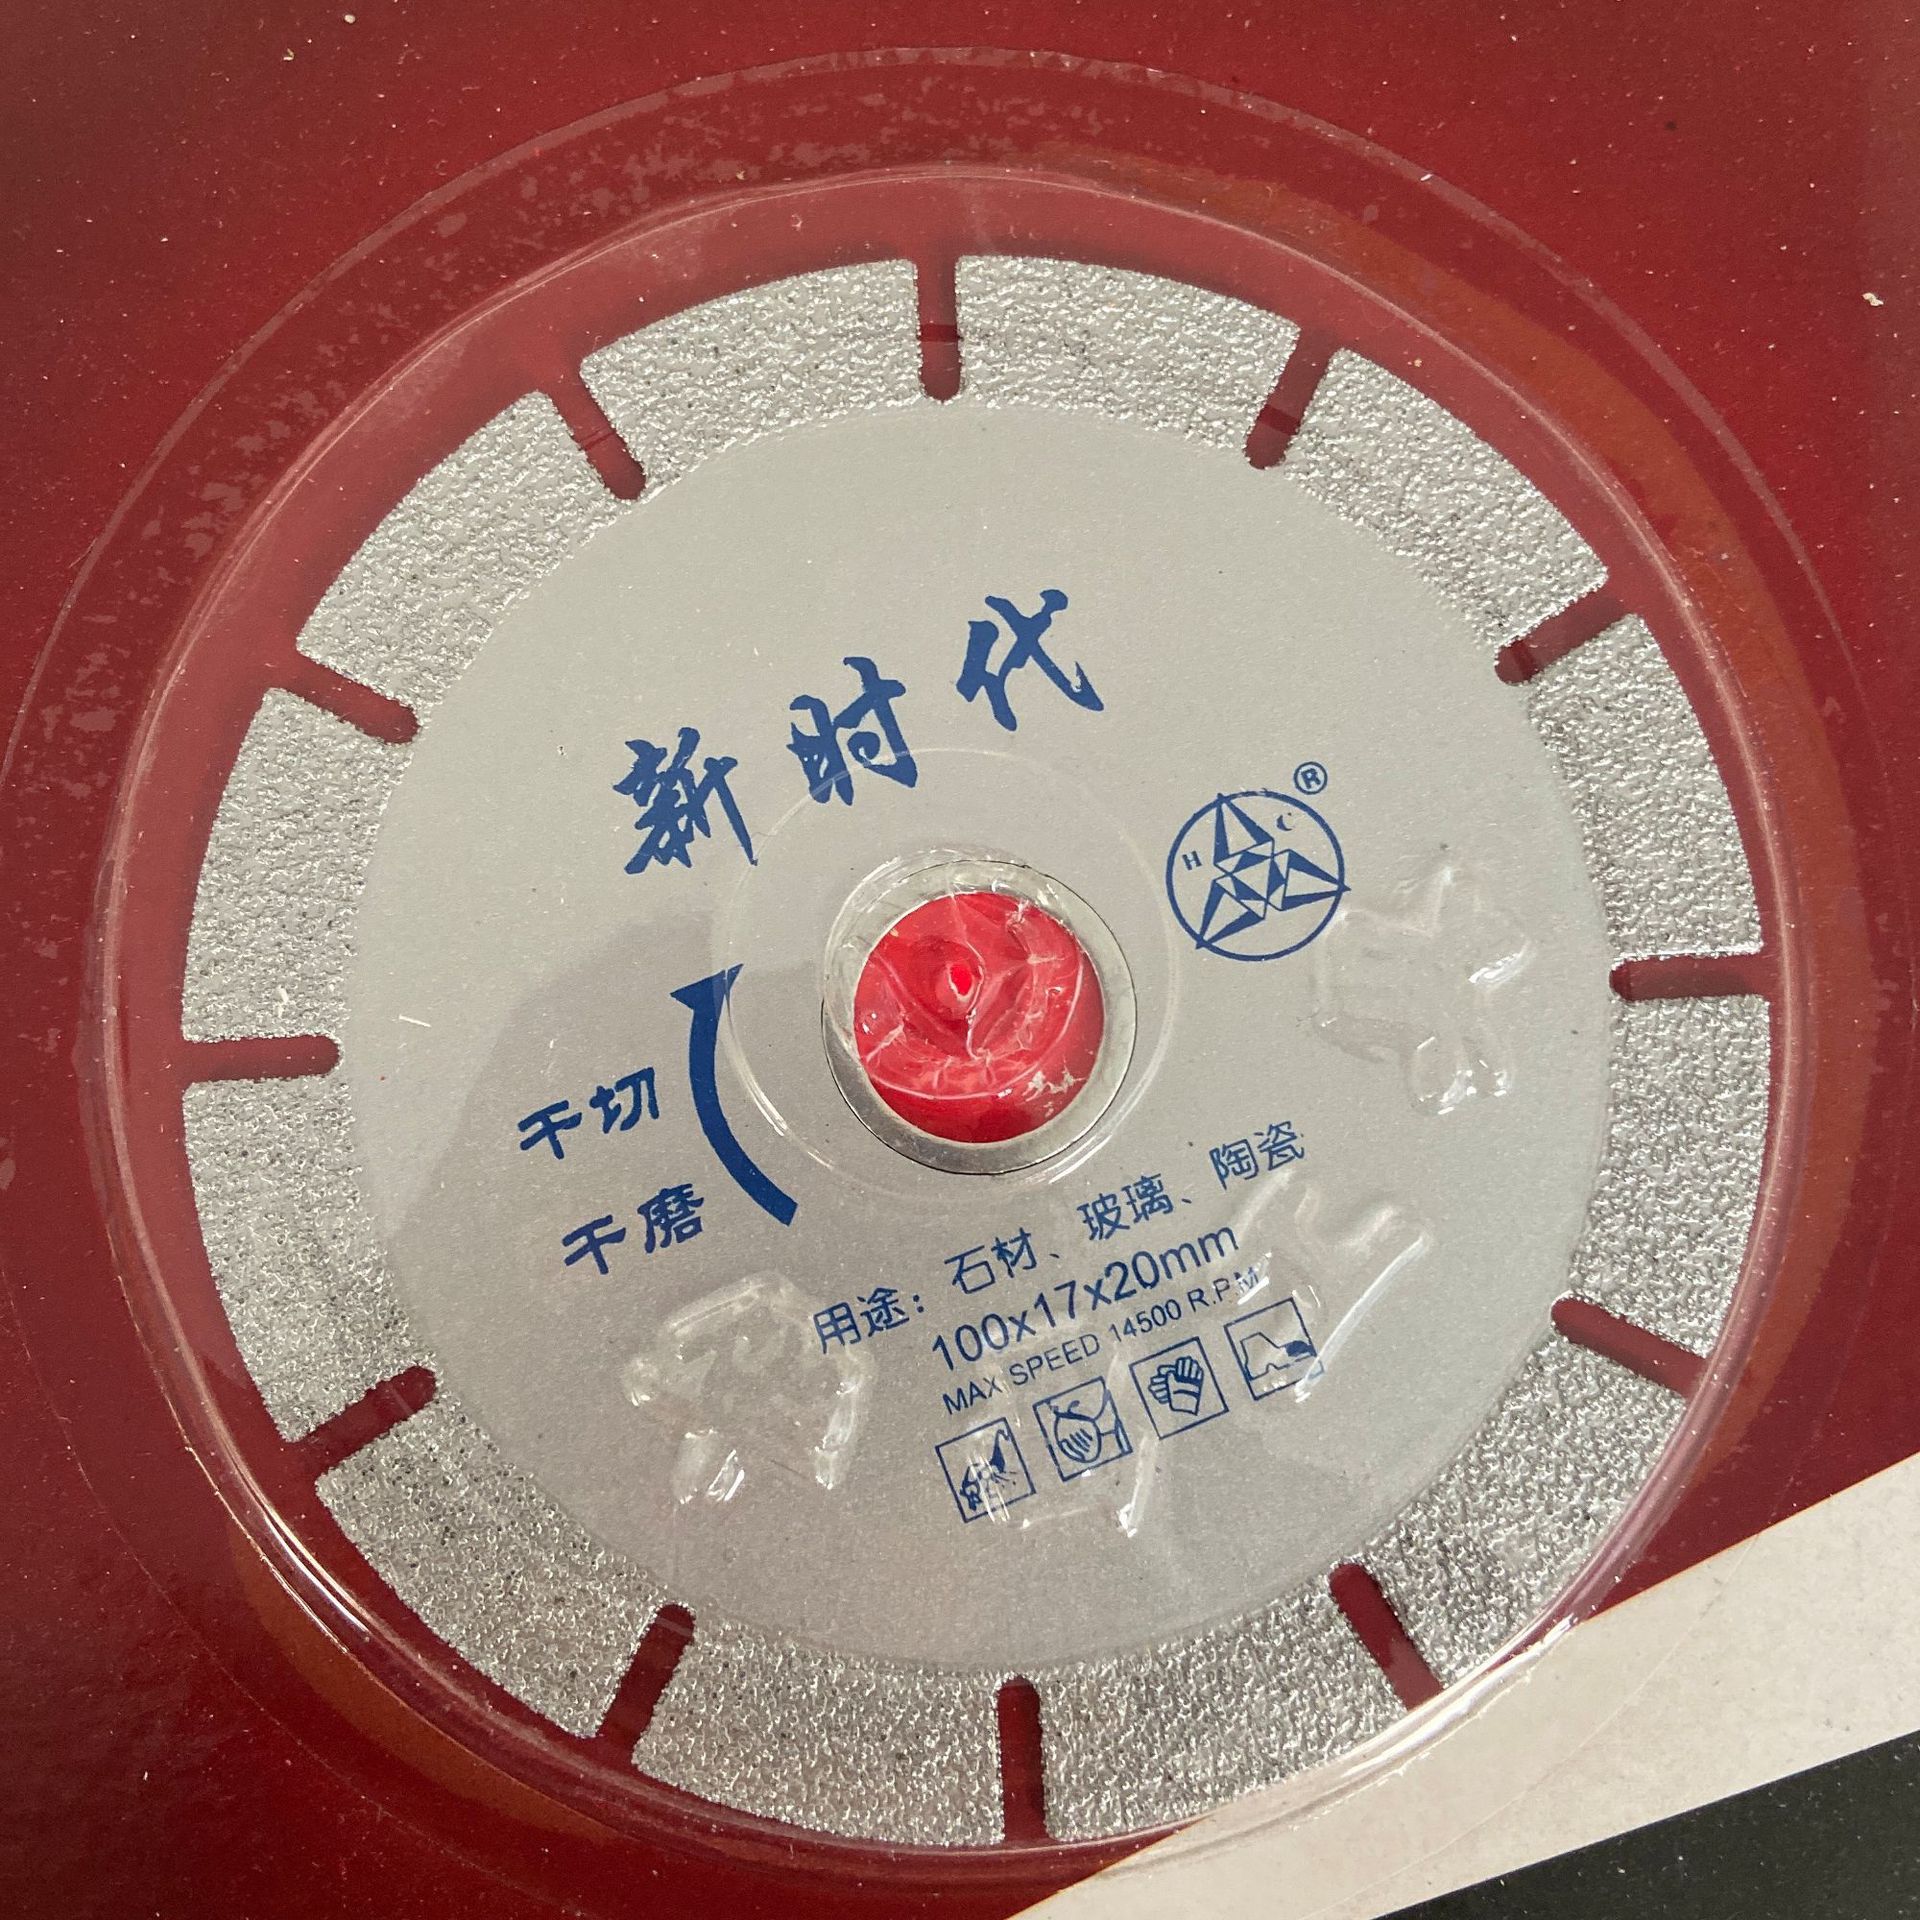 新时代
H C ®
干切
干磨
用途：石材、玻璃、陶瓷
100x17x20mm
MAX SPEED 14500 R.P.M